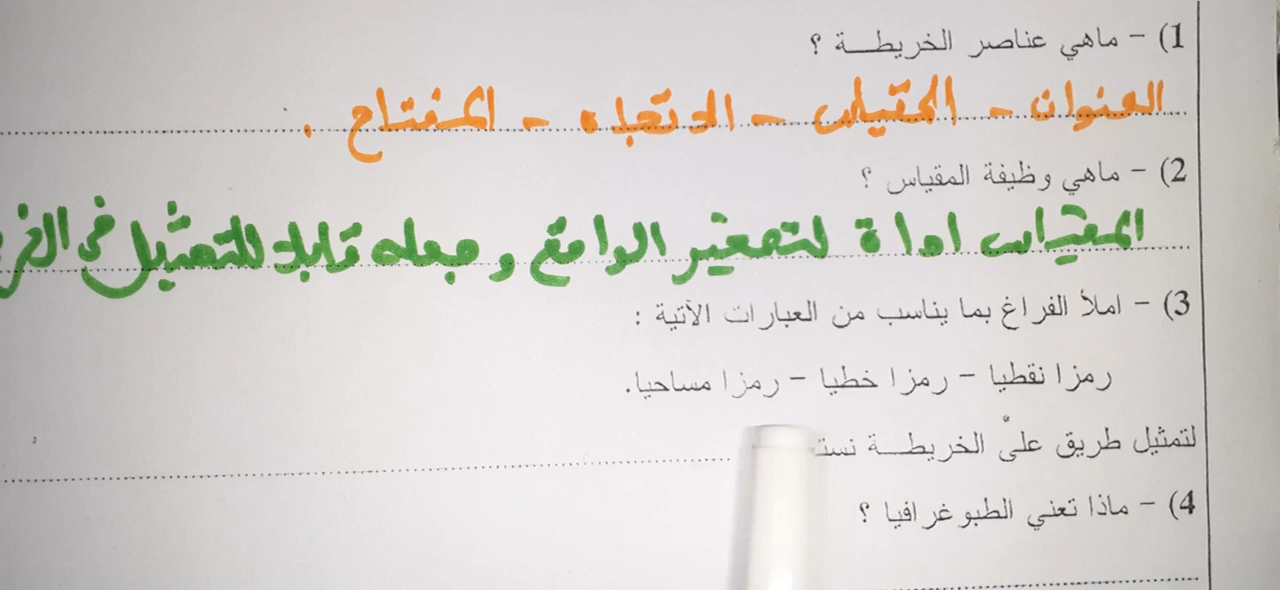 1) - ماهي عناصر الخريطـــة ؟
العنوان - المقياس - الاتجاه - المفتاح .
2) - ماهي وظيفة المقياس ؟
المقياس اداة لتصغير الواقع وجعله قابلا للتمثيل في
3) - املأ الفراغ بما يناسب من العبارات الآتية :
رمزا نقطيا - رمزا خطيا - رمزا مساحيا.
لتمثيل طريق على الخريطـــة
4) - ماذا تعني الطبوغرافيا ؟